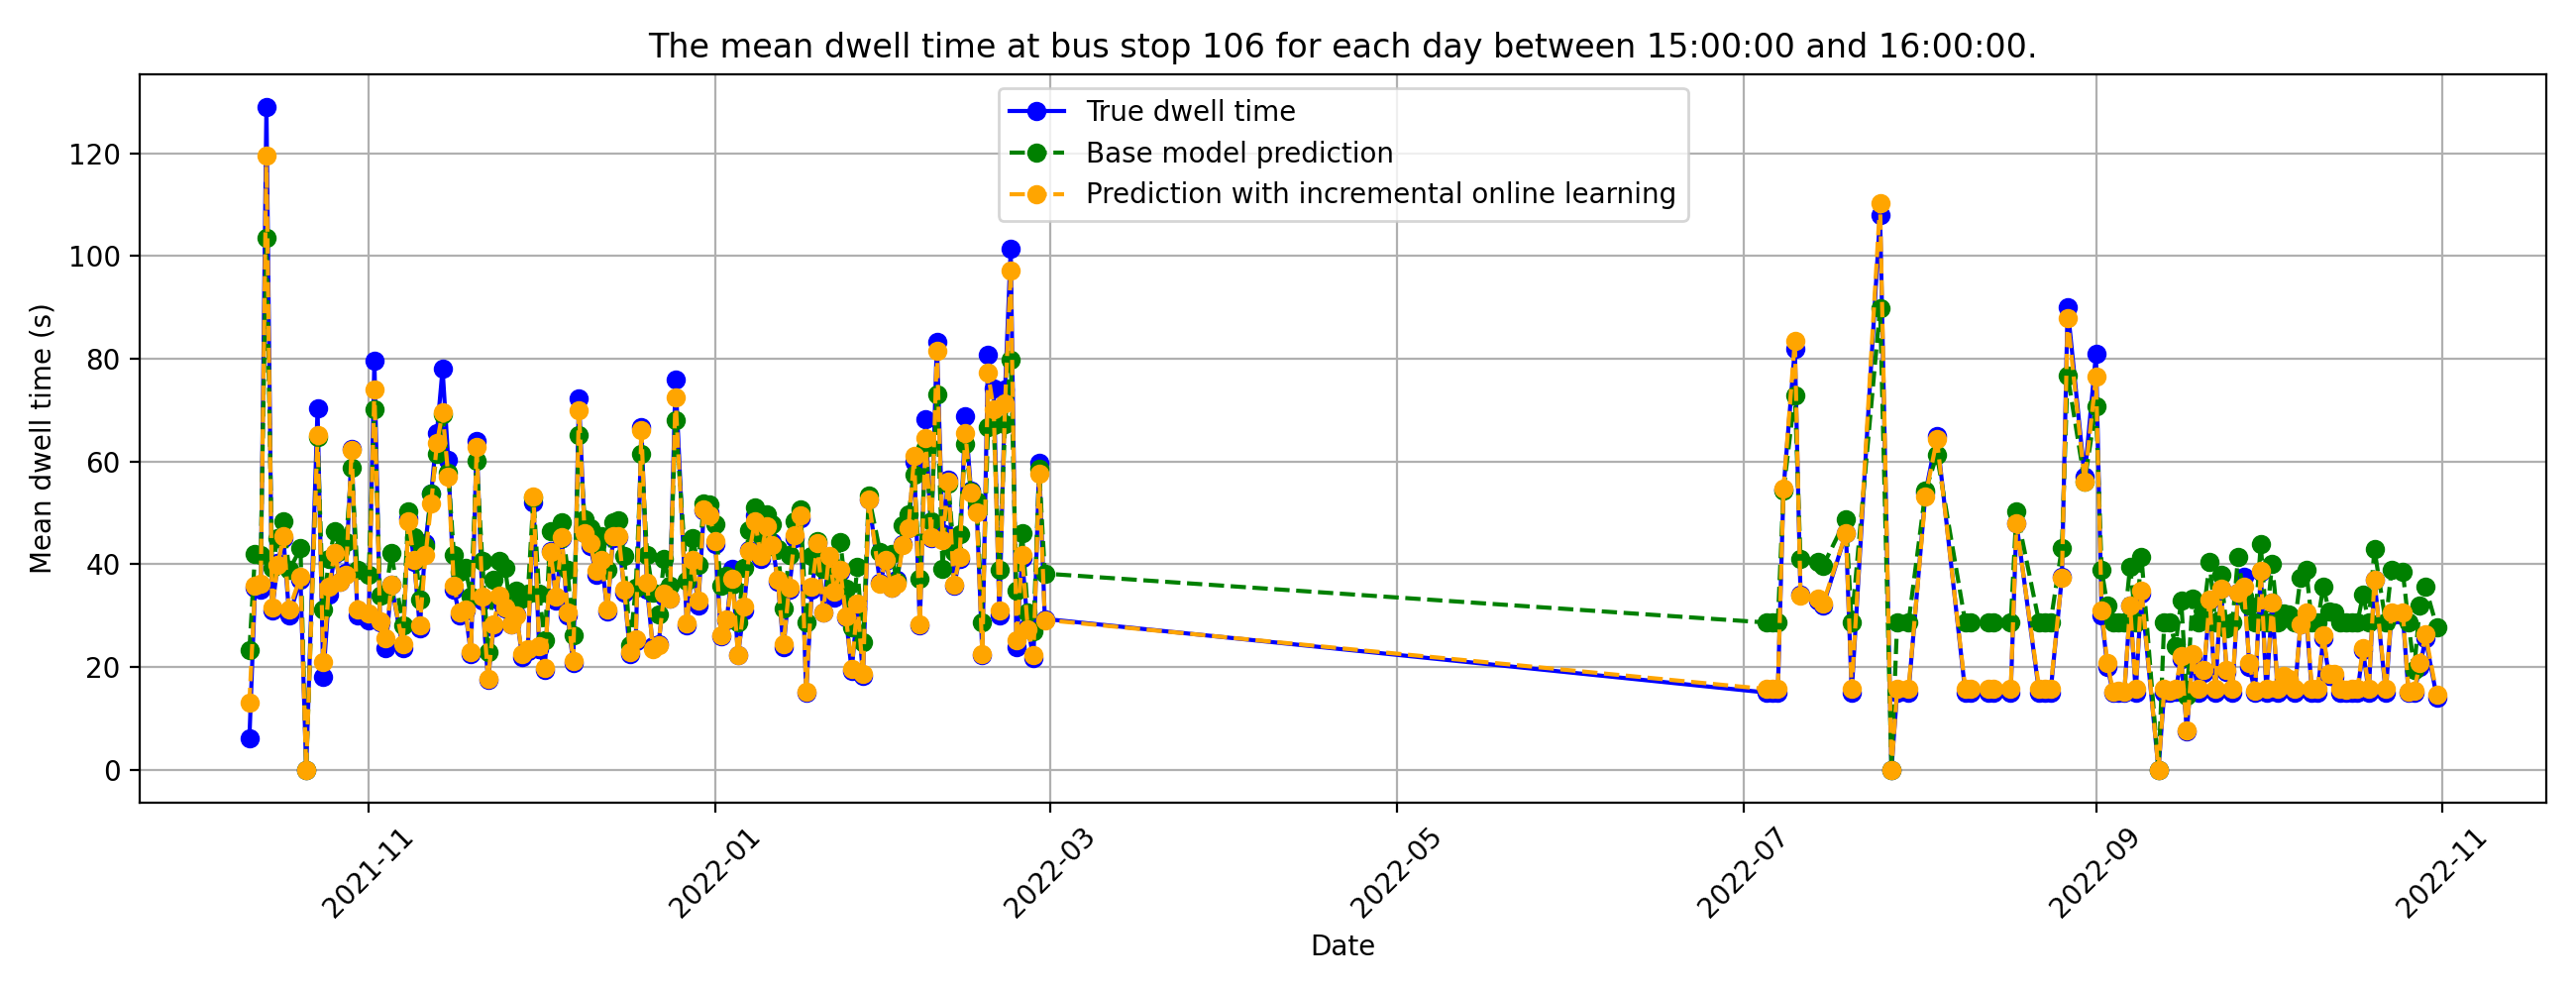 The mean dwell time at bus stop 106 for each day between 15:00:00 and 16:00:00.
True dwell time
Base model prediction
Prediction with incremental online learning
Mean dwell time (s)
120
100
80
60
40
20
0
2021-11
2022-01
2022-03
2022-05
2022-07
2022-09
2022-11
Date